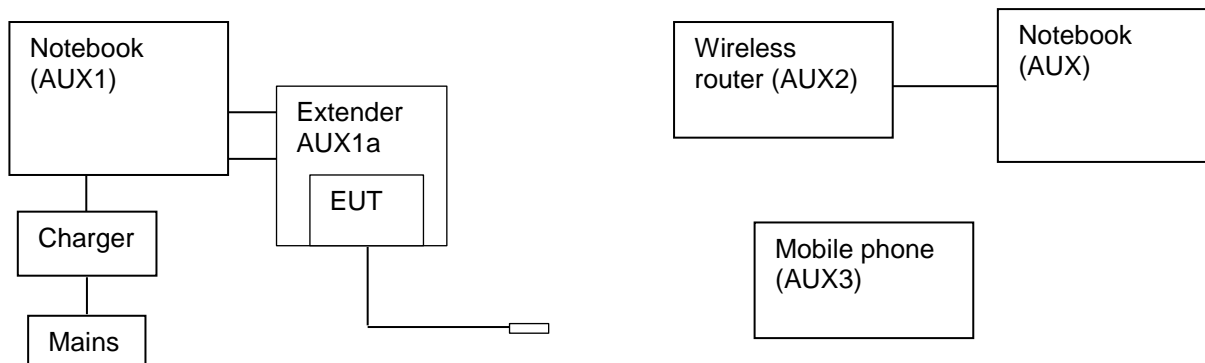 Notebook
(AUX1)
Extender
AUX1a
EUT
Charger
Mains
Wireless
router (AUX2)
Notebook
(AUX)
Mobile phone
(AUX3)